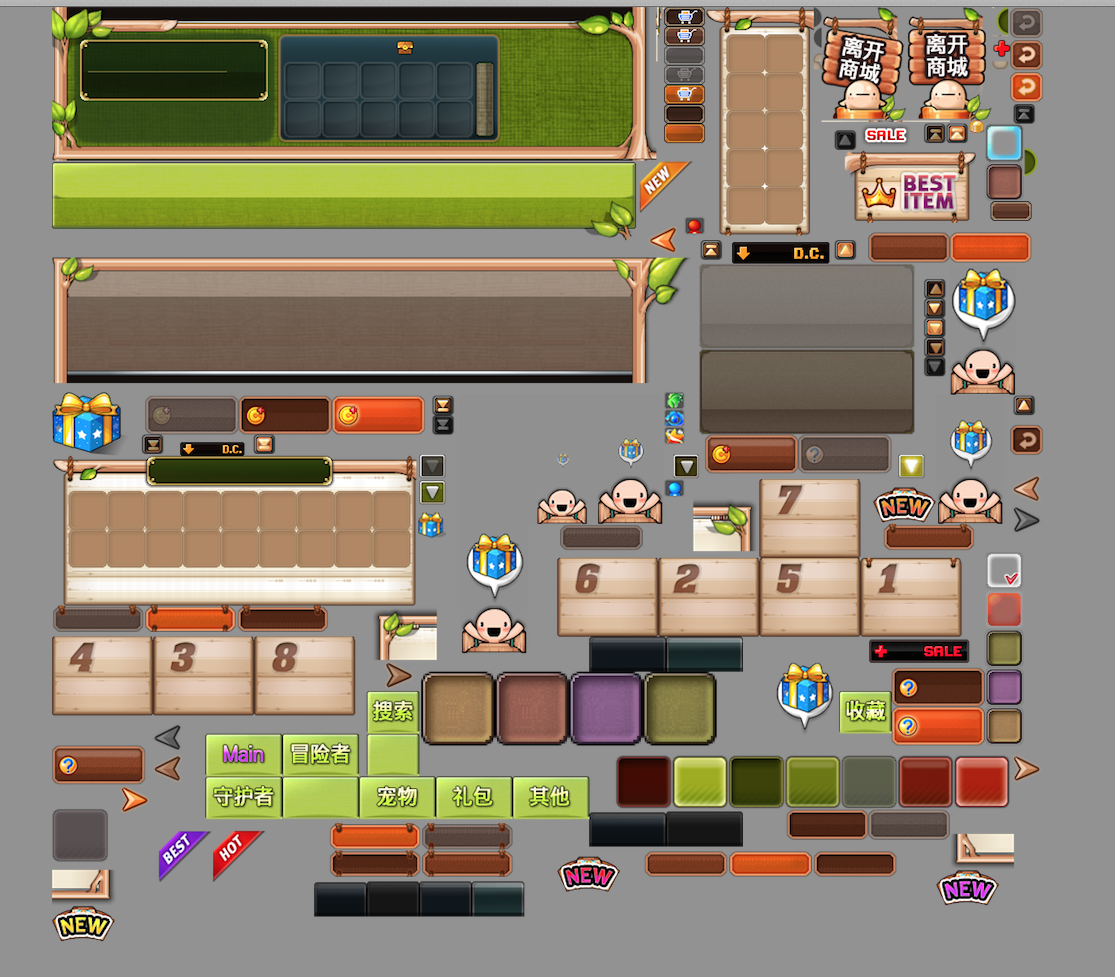 离开
商城
离开
商城
SALE
NEW
BEST
ITEM
D.C.
D.C.
7
NEW
6
2
5
1
4
3
8
SALE
搜索
收藏
Main
冒险者
守护者
宠物
礼包
其他
BEST
HOT
NEW
NEW
NEW